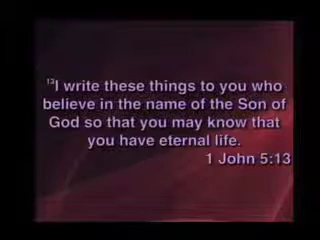 ¹³I write these things to you who
believe in the name of the Son of
God so that you may know that
you have eternal life.
1 John 5:13